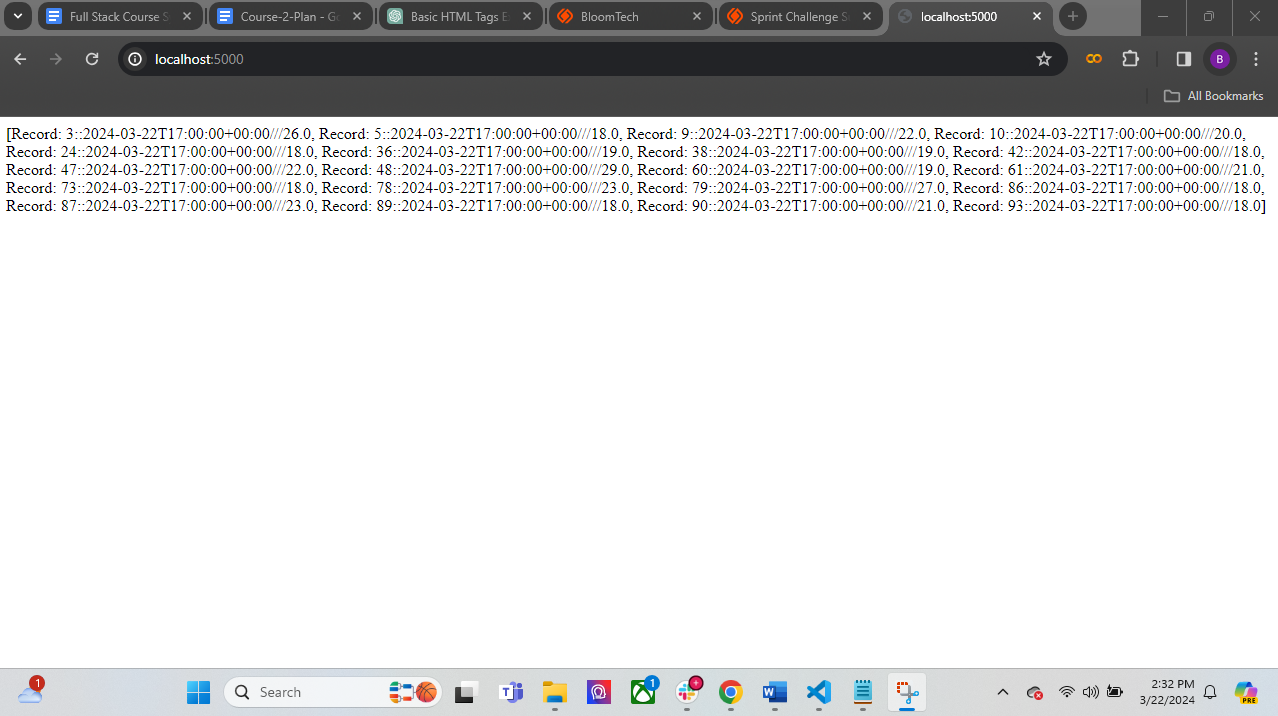 Full Stack Course S
Course-2-Plan - Go
Basic HTML Tags E
BloomTech
Sprint Challenge S
localhost:5000
localhost:5000
B
All Bookmarks
[Record: 3::2024-03-22T17:00:00+00:00///26.0, Record: 5::2024-03-22T17:00:00+00:00///18.0, Record: 9::2024-03-22T17:00:00+00:00///22.0, Record: 10::2024-03-22T17:00:00+00:00///20.0,
Record: 24::2024-03-22T17:00:00+00:00///18.0, Record: 36::2024-03-22T17:00:00+00:00///19.0, Record: 38::2024-03-22T17:00:00+00:00///19.0, Record: 42::2024-03-22T17:00:00+00:00///18.0,
Record: 47::2024-03-22T17:00:00+00:00///22.0, Record: 48::2024-03-22T17:00:00+00:00///29.0, Record: 60::2024-03-22T17:00:00+00:00///19.0, Record: 61::2024-03-22T17:00:00+00:00///21.0,
Record: 73::2024-03-22T17:00:00+00:00///18.0, Record: 78::2024-03-22T17:00:00+00:00///23.0, Record: 79::2024-03-22T17:00:00+00:00///27.0, Record: 86::2024-03-22T17:00:00+00:00///18.0,
Record: 87::2024-03-22T17:00:00+00:00///23.0, Record: 89::2024-03-22T17:00:00+00:00///18.0, Record: 90::2024-03-22T17:00:00+00:00///21.0, Record: 93::2024-03-22T17:00:00+00:00///18.0]
1
Search
1
2:32 PM
3/22/2024
PRE